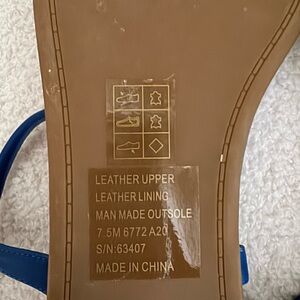 LEATHER UPPER
LEATHER LINING
MAN MADE OUTSOLE
7.5M 6772 A20
S/N:63407
MADE IN CHINA